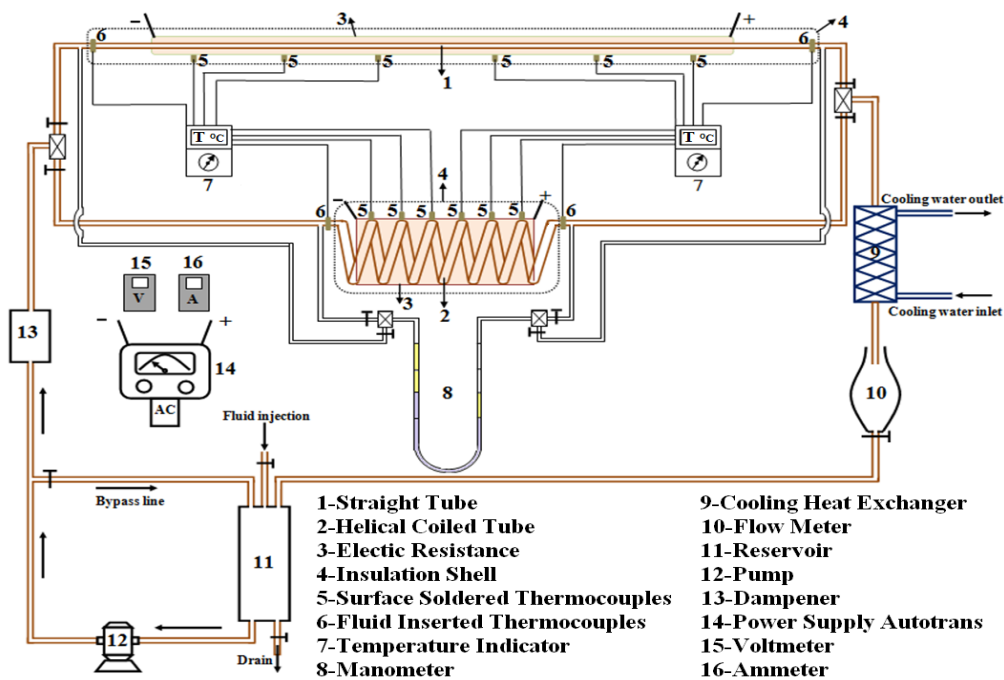 − 3 + 4
6 6
5 5 5 5 5 5
1
T °C T °C
7 7
4
− +
6 5 5 5 5 5 5 6
Cooling water outlet
9
Cooling water inlet
3 2
15 16
V A
− +
13
14
AC
8
10
Fluid injection
Bypass line
11
12
Drain
1-Straight Tube
2-Helical Coiled Tube
3-Electic Resistance
4-Insulation Shell
5-Surface Soldered Thermocouples
6-Fluid Inserted Thermocouples
7-Temperature Indicator
8-Manometer
9-Cooling Heat Exchanger
10-Flow Meter
11-Reservoir
12-Pump
13-Dampener
14-Power Supply Autotrans
15-Voltmeter
16-Ammeter